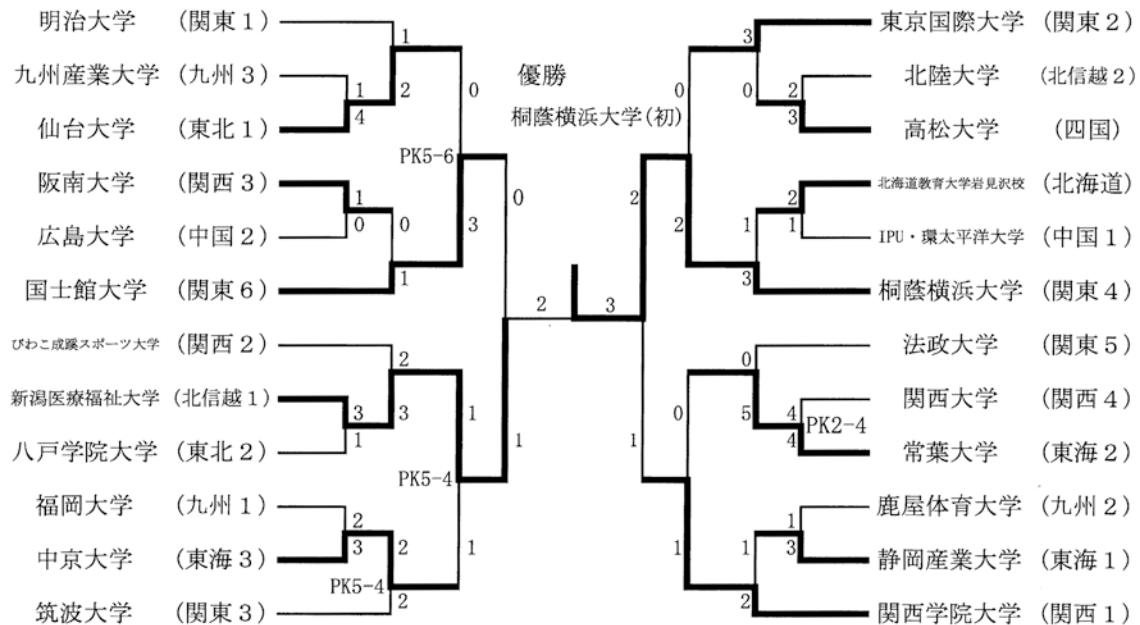 明治大学 (関東1)
九州産業大学 (九州3)
仙台大学 (東北1)
阪南大学 (関西3)
広島大学 (中国2)
国士館大学 (関東6)
びわこ成蹊スポーツ大学 (関西2)
新潟医療福祉大学 (北信越1)
八戸学院大学 (東北2)
福岡大学 (九州1)
中京大学 (東海3)
筑波大学 (関東3)
1
1
2
4
1
0
0
1
2
3
3
1
2
3
2
PK5-4
2
0
PK5-6
3
1
PK5-4
1
0
1
優勝
桐蔭横浜大学(初)
2
3
2
1
0
2
0
1
3
0
2
3
2
1
1
3
0
5
4
PK2-4
4
1
3
1
2
東京国際大学 (関東2)
北陸大学 (北信越2)
高松大学 (四国)
北海道教育大学岩見沢校 (北海道)
IPU・環太平洋大学 (中国1)
桐蔭横浜大学 (関東4)
法政大学 (関東5)
関西大学 (関西4)
常葉大学 (東海2)
鹿屋体育大学 (九州2)
静岡産業大学 (東海1)
関西学院大学 (関西1)